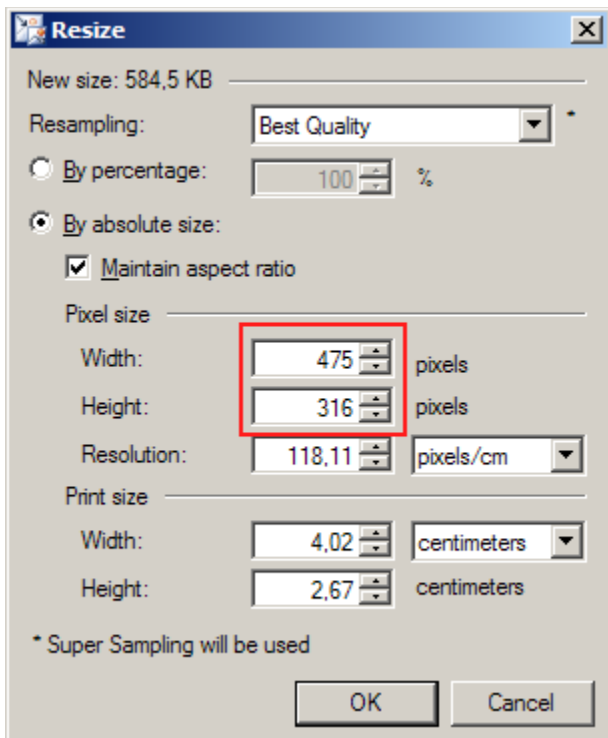 Resize
New size: 584,5 KB
Resampling: Best Quality *
By percentage: 100 %
By absolute size:
Maintain aspect ratio
Pixel size
Width: 475 pixels
Height: 316 pixels
Resolution: 118,11 pixels/cm
Print size
Width: 4,02 centimeters
Height: 2,67 centimeters
* Super Sampling will be used
OK Cancel